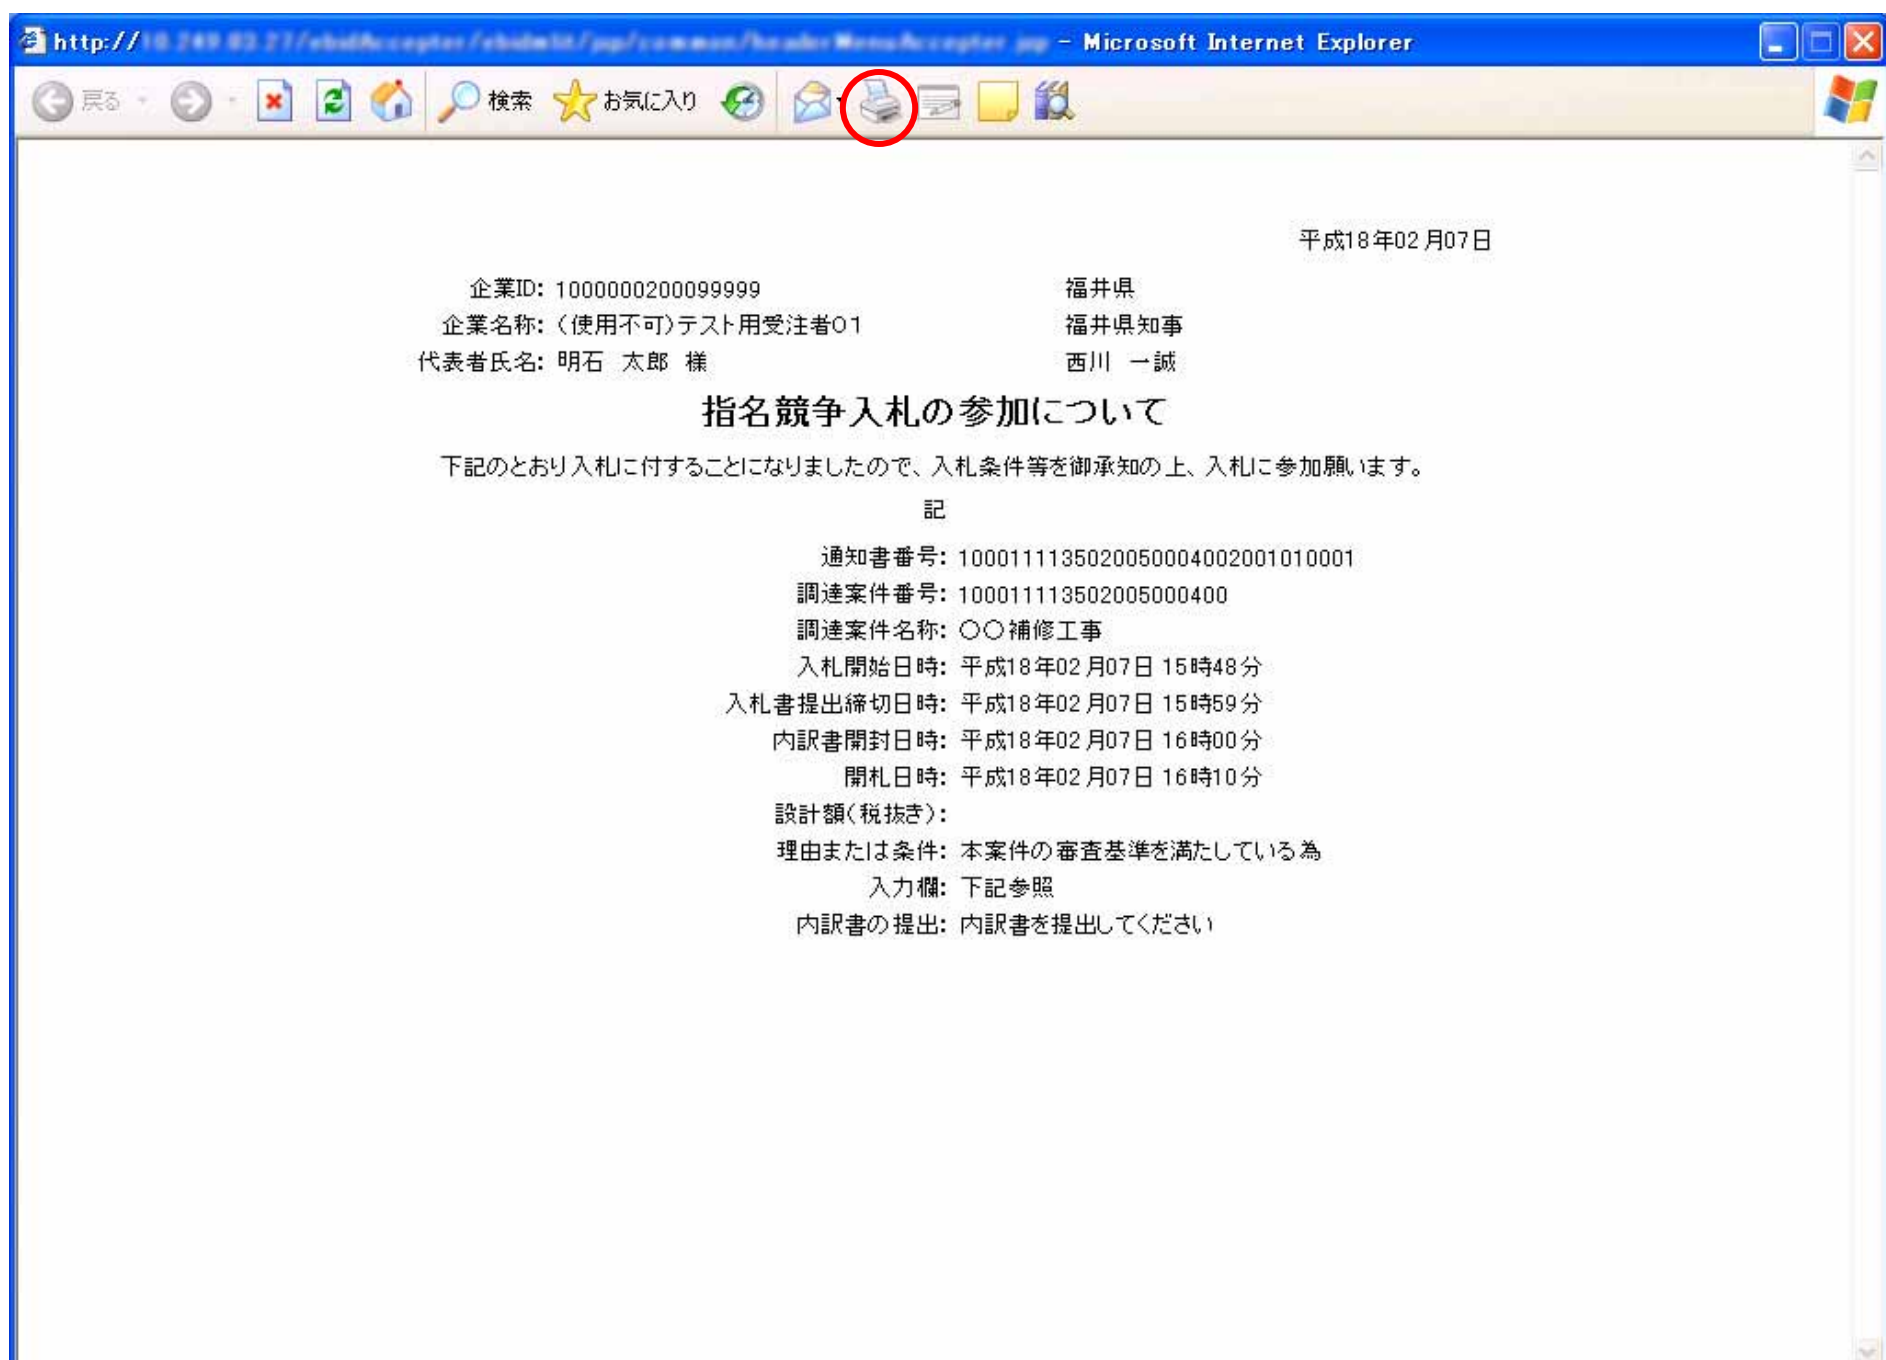 http:// - Microsoft Internet Explorer
戻る 検索 お気に入り
平成18年02月07日
企業ID: 1000000200099999 福井県
企業名称: (使用不可)テスト用受注者01 福井県知事
代表者氏名: 明石 太郎 様 西川 一誠
指名競争入札の参加について
下記のとおり入札に付することになりましたので、入札条件等を御承知の上、入札に参加願います。
記
通知書番号: 1000111135020050004002001010001
調達案件番号: 100011113502005000400
調達案件名称: 〇〇補修工事
入札開始日時: 平成18年02月07日 15時48分
入札書提出締切日時: 平成18年02月07日 15時59分
内訳書開封日時: 平成18年02月07日 16時00分
開札日時: 平成18年02月07日 16時10分
設計額(税抜き):
理由または条件: 本案件の審査基準を満たしている為
入力欄: 下記参照
内訳書の提出: 内訳書を提出してください